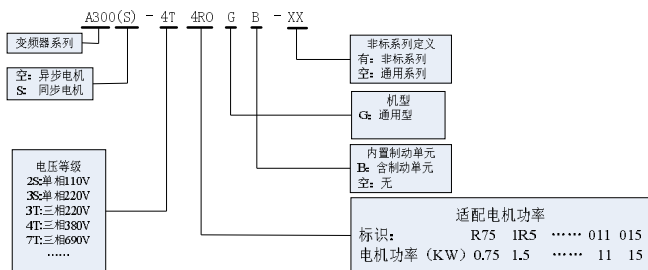 A300(S)-4T 4R0 G B-XX
变频器系列
空：异步电机
S：同步电机
电压等级
2S:单相110V
3S:单相220V
3T:三相220V
4T:三相380V
7T:三相690V
……
非标系列定义
有：非标系列
空：通用系列
机型
G：通用型
内置制动单元
B：含制动单元
空：无
适配电机功率
标识： R75 1R5 …… 011 015
电机功率（KW）0.75 1.5 …… 11 15